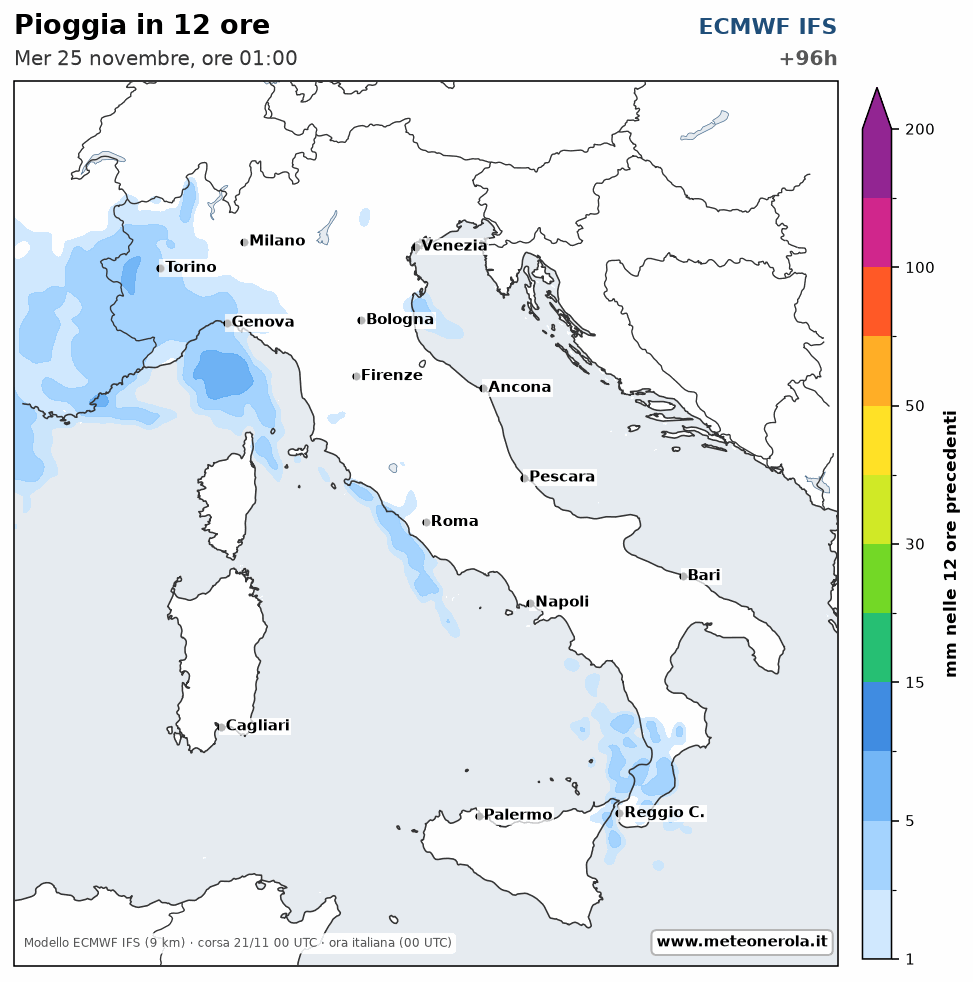 Pioggia in 12 ore
ECMWF IFS
Mer 25 novembre, ore 01:00
+96h
Milano
Venezia
Torino
Genova
Bologna
Firenze
Ancona
Pescara
Roma
Bari
Napoli
Cagliari
Palermo
Reggio C.
200
100
50
30
15
5
1
mm nelle 12 ore precedenti
Modello ECMWF IFS (9 km) · corsa 21/11 00 UTC · ora italiana (00 UTC)
www.meteonerola.it